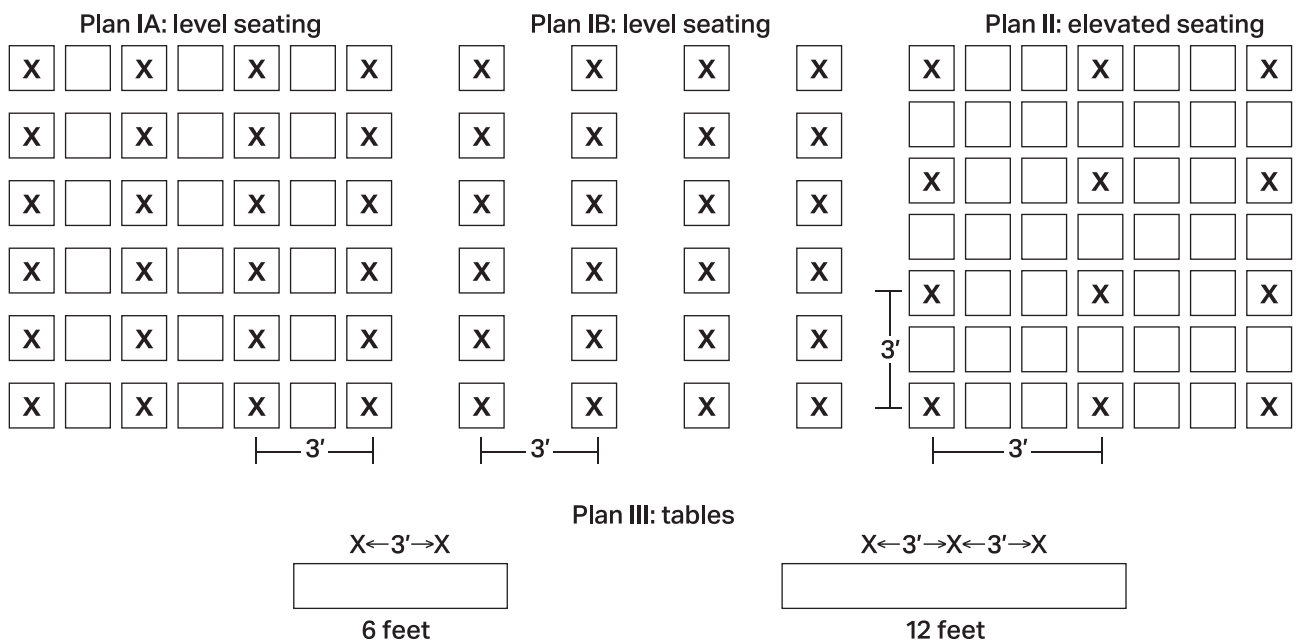 Plan IA: level seating
X X X X
X X X X
X X X X
X X X X
X X X X
X X X X
3'
Plan IB: level seating
X X X X
X X X X
X X X X
X X X X
X X X X
X X X X
3'
Plan II: elevated seating
X X X
X X X
X X X
3'
X X X
3'
Plan III: tables
X←3'→X
6 feet
X←3'→X←3'→X
12 feet